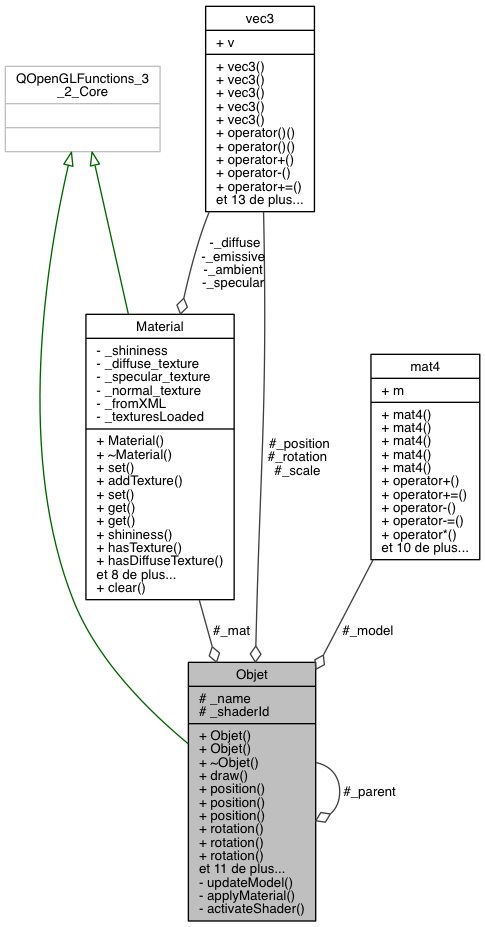 vec3
+ v
+ vec3()
+ vec3()
+ vec3()
+ vec3()
+ vec3()
+ operator()()
+ operator()()
+ operator+()
+ operator-()
+ operator+=()
et 13 de plus...
QOpenGLFunctions_3
_2_Core
-_diffuse
-_emissive
-_ambient
-_specular
Material
- _shininess
- _diffuse_texture
- _specular_texture
- _normal_texture
- _fromXML
- _texturesLoaded
+ Material()
+ ~Material()
+ set()
+ addTexture()
+ set()
+ get()
+ get()
+ shininess()
+ hasTexture()
+ hasDiffuseTexture()
et 8 de plus...
+ clear()
mat4
+ m
+ mat4()
+ mat4()
+ mat4()
+ mat4()
+ mat4()
+ operator+()
+ operator+=()
+ operator-()
+ operator-=()
+ operator*()
et 10 de plus...
#_position
#_rotation
#_scale
#_mat
#_model
Objet
# _name
# _shaderId
+ Objet()
+ Objet()
+ ~Objet()
+ draw()
+ position()
+ position()
+ position()
+ rotation()
+ rotation()
+ rotation()
et 11 de plus...
- updateModel()
- applyMaterial()
- activateShader()
#_parent